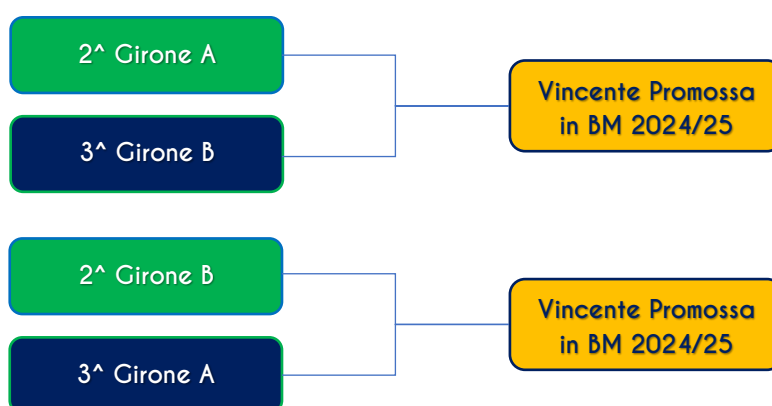 2^ Girone A
3^ Girone B
Vincente Promossa
in BM 2024/25
2^ Girone B
3^ Girone A
Vincente Promossa
in BM 2024/25